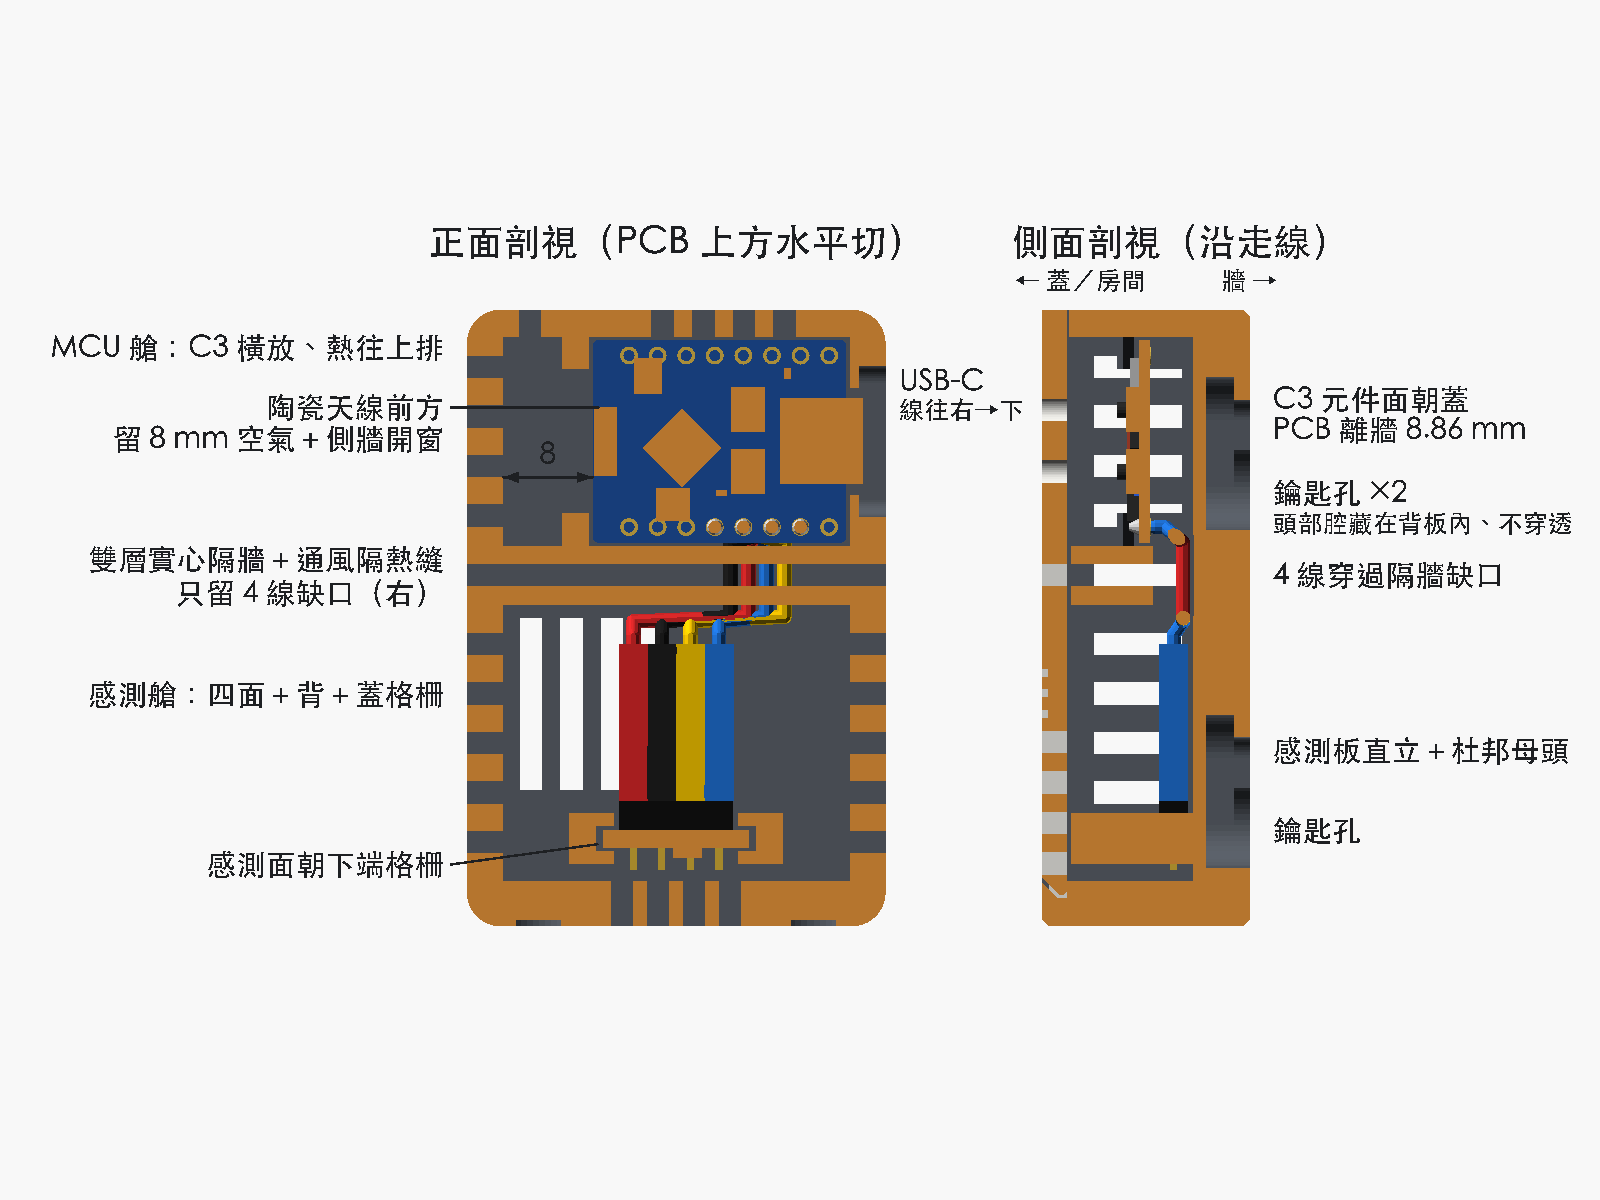 正面剖視（PCB 上方水平切）
側面剖視（沿走線）
← 蓋／房間
牆 →
MCU 艙：C3 橫放、熱往上排
陶瓷天線前方
留 8 mm 空氣＋側牆開窗
8
雙層實心隔牆＋通風隔熱縫
只留 4 線缺口（右）
感測艙：四面＋背＋蓋格柵
感測面朝下端格柵
USB-C
線往右→下
C3 元件面朝蓋
PCB 離牆 8.86 mm
鑰匙孔 ×2
頭部腔藏在背板內、不穿透
4 線穿過隔牆缺口
感測板直立＋杜邦母頭
鑰匙孔